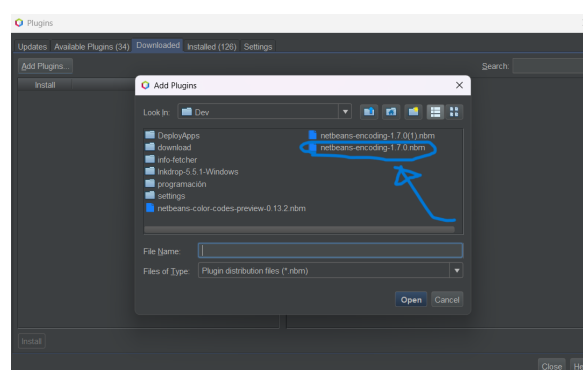 Plugins
Updates Available Plugins (34) Downloaded Installed (126) Settings
Add Plugins...
Search:
Install
Add Plugins
Look In: Dev
DeployApps
download
info-fetcher
Inkdrop-5.5.1-Windows
programación
settings
netbeans-color-codes-preview-0.13.2.nbm
netbeans-encoding-1.7.0(1).nbm
netbeans-encoding-1.7.0.nbm
File Name:
Files of Type: Plugin distribution files (*.nbm)
Open Cancel
Install
Close